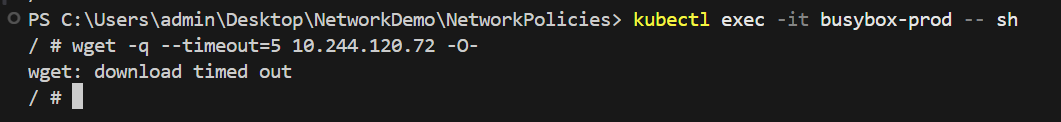 PS C:\Users\admin\Desktop\NetworkDemo\NetworkPolicies> kubectl exec -it busybox-prod -- sh
/ # wget -q --timeout=5 10.244.120.72 -O-
wget: download timed out
/ #